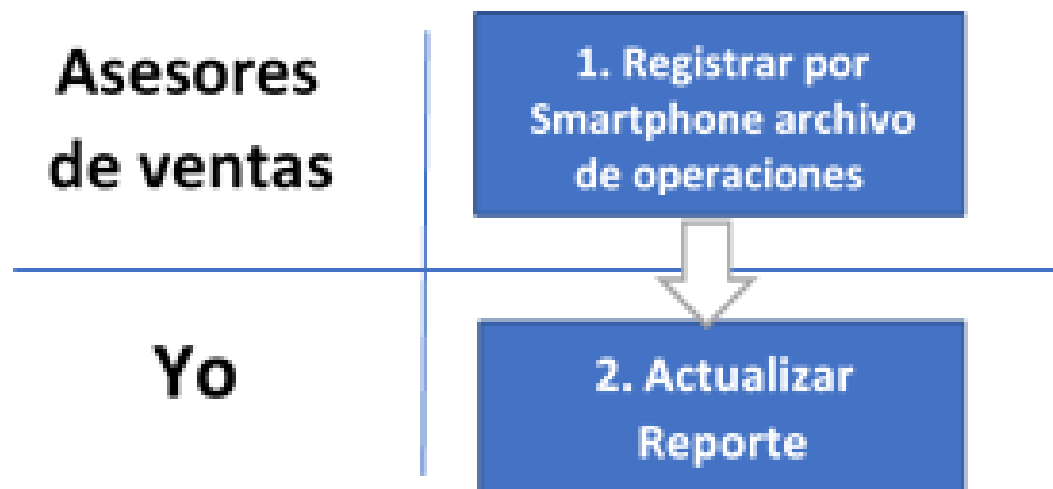 Asesores
de ventas
1. Registrar por
Smartphone archivo
de operaciones
Yo
2. Actualizar
Reporte